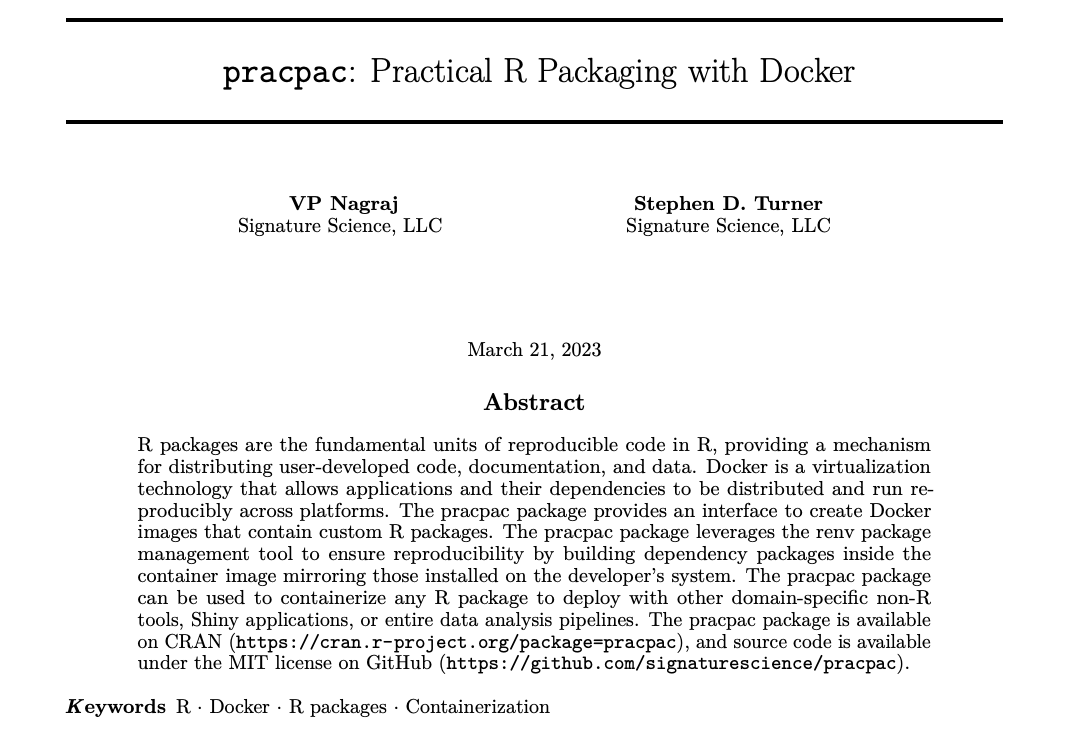 pracpac: Practical R Packaging with Docker
VP Nagraj
Signature Science, LLC
Stephen D. Turner
Signature Science, LLC
March 21, 2023
Abstract
R packages are the fundamental units of reproducible code in R, providing a mechanism
for distributing user-developed code, documentation, and data. Docker is a virtualization
technology that allows applications and their dependencies to be distributed and run re-
producibly across platforms. The pracpac package provides an interface to create Docker
images that contain custom R packages. The pracpac package leverages the renv package
management tool to ensure reproducibility by building dependency packages inside the
container image mirroring those installed on the developer's system. The pracpac package
can be used to containerize any R package to deploy with other domain-specific non-R
tools, Shiny applications, or entire data analysis pipelines. The pracpac package is available
on CRAN (https://cran.r-project.org/package=pracpac), and source code is available
under the MIT license on GitHub (https://github.com/signaturescience/pracpac).
Keywords R · Docker · R packages · Containerization